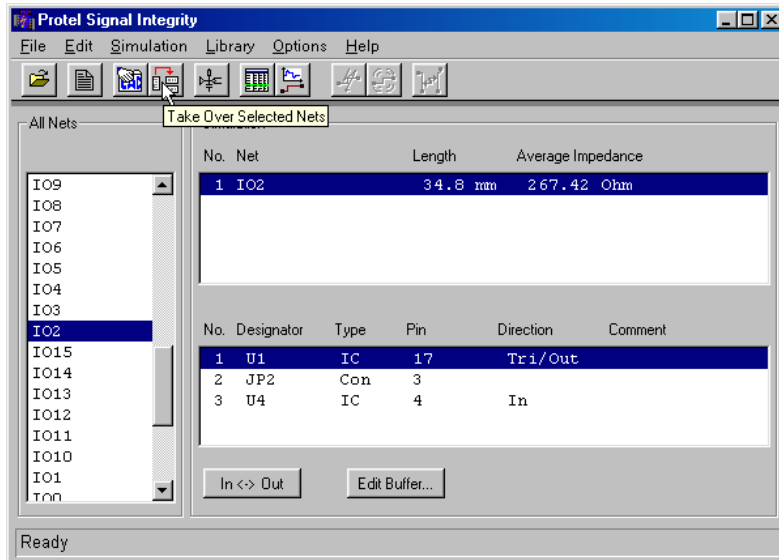 Protel Signal Integrity
File Edit Simulation Library Options Help
CAD
Take Over Selected Nets
All Nets
No. Net Length Average Impedance
1 IO2 34.8 mm 267.42 Ohm
IO9
IO8
IO7
IO6
IO5
IO4
IO3
IO2
IO15
IO14
IO13
IO12
IO11
IO10
IO1
IO0
No. Designator Type Pin Direction Comment
1 U1 IC 17 Tri/Out
2 JP2 Con 3
3 U4 IC 4 In
In <-> Out Edit Buffer...
Ready